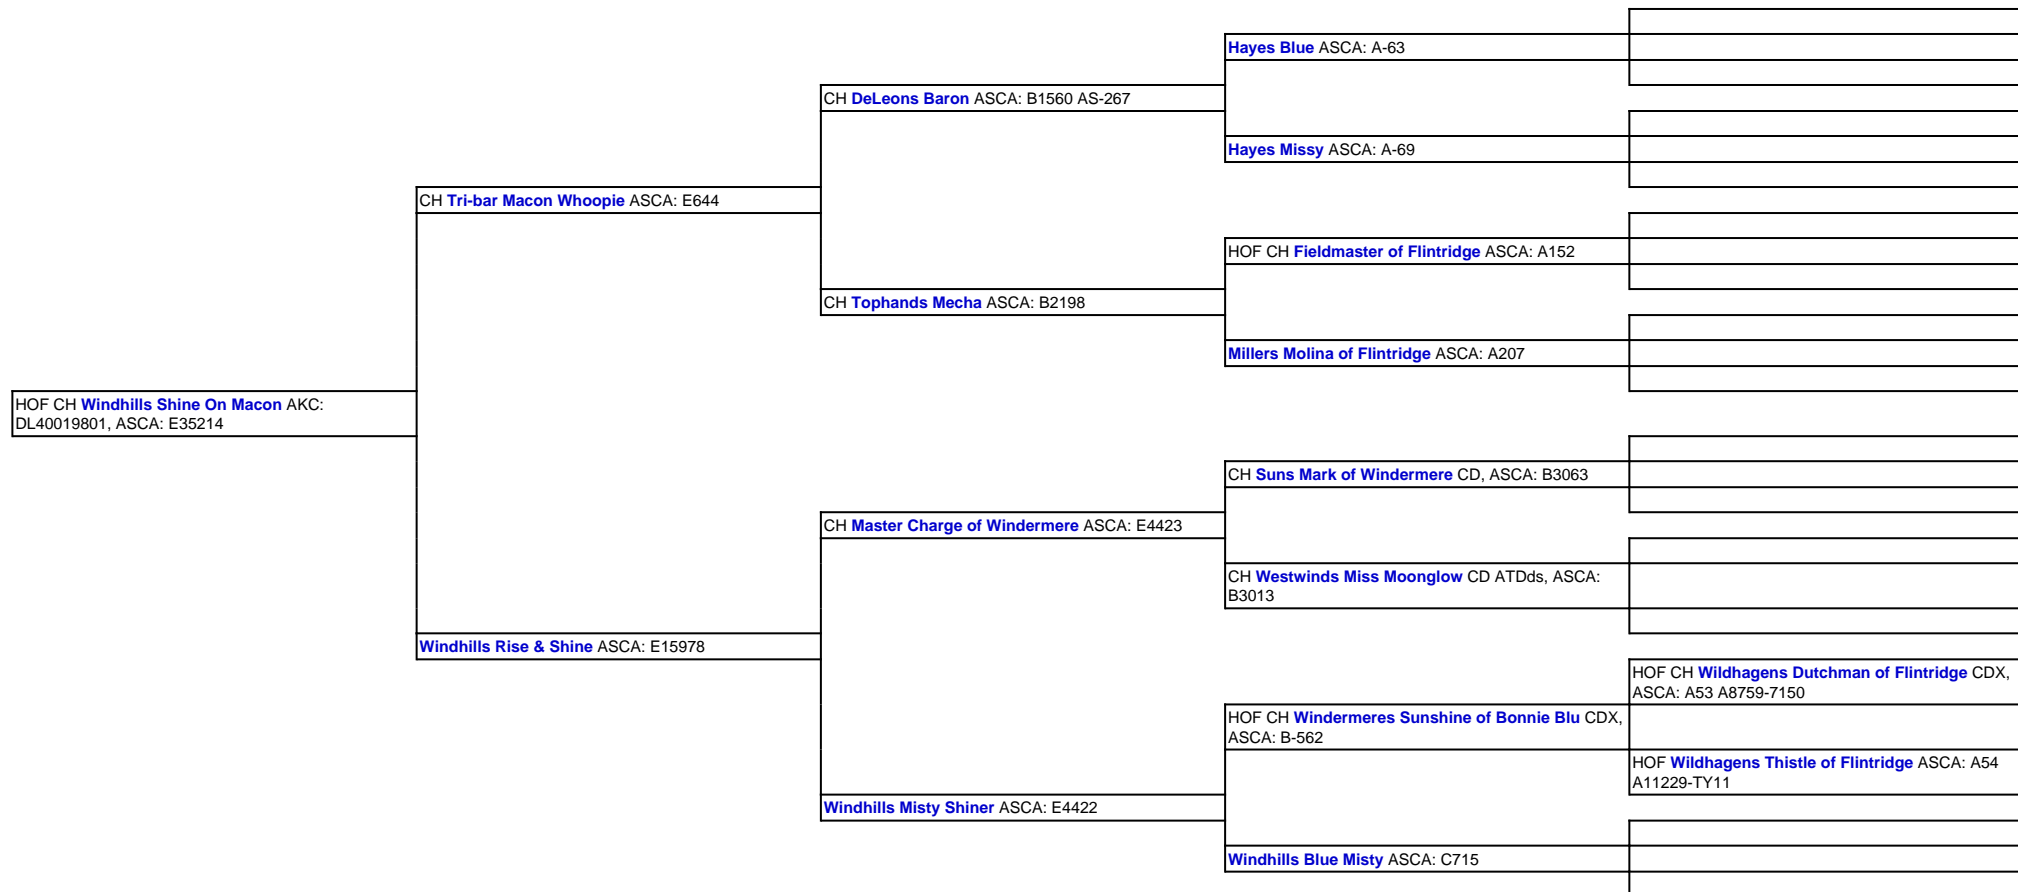 Hayes Blue ASCA: A-63
CH DeLeons Baron ASCA: B1560 AS-267
Hayes Missy ASCA: A-69
CH Tri-bar Macon Whoopie ASCA: E644
HOF CH Fieldmaster of Flintridge ASCA: A152
CH Tophands Mecha ASCA: B2198
Millers Molina of Flintridge ASCA: A207
HOF CH Windhills Shine On Macon AKC:
DL40019801, ASCA: E35214
CH Suns Mark of Windermere CD, ASCA: B3063
CH Master Charge of Windermere ASCA: E4423
CH Westwinds Miss Moonglow CD ATDds, ASCA:
B3013
Windhills Rise & Shine ASCA: E15978
HOF CH Wildhagens Dutchman of Flintridge CDX,
ASCA: A53 A8759-7150
HOF CH Windermeres Sunshine of Bonnie Blu CDX,
ASCA: B-562
HOF Wildhagens Thistle of Flintridge ASCA: A54
A11229-TY11
Windhills Misty Shiner ASCA: E4422
Windhills Blue Misty ASCA: C715